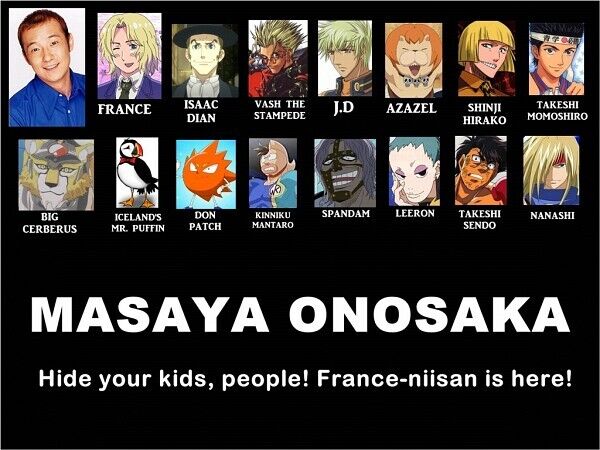 FRANCE
ISAAC
DIAN
VASH THE
STAMPEDE
J.D
AZAZEL
SHINJI
HIRAKO
TAKESHI
MOMOSHIRO
BIG
CERBERUS
ICELAND'S
MR. PUFFIN
DON
PATCH
KINNIKU
MANTARO
SPANDAM
LEERON
TAKESHI
SENDO
NANASHI
MASAYA ONOSAKA
Hide your kids, people! France-niisan is here!